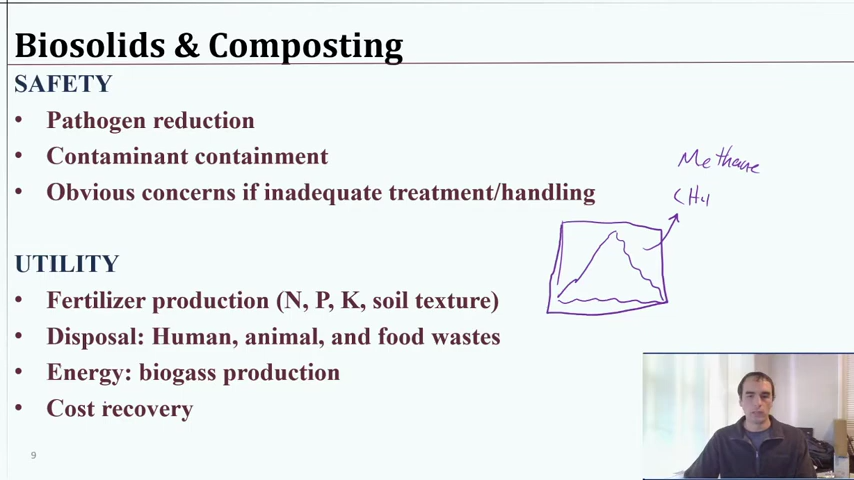 Biosolids & Composting
SAFETY
• Pathogen reduction
• Contaminant containment
• Obvious concerns if inadequate treatment/handling
Methane
CH4
UTILITY
• Fertilizer production (N, P, K, soil texture)
• Disposal: Human, animal, and food wastes
• Energy: biogass production
• Cost recovery
9